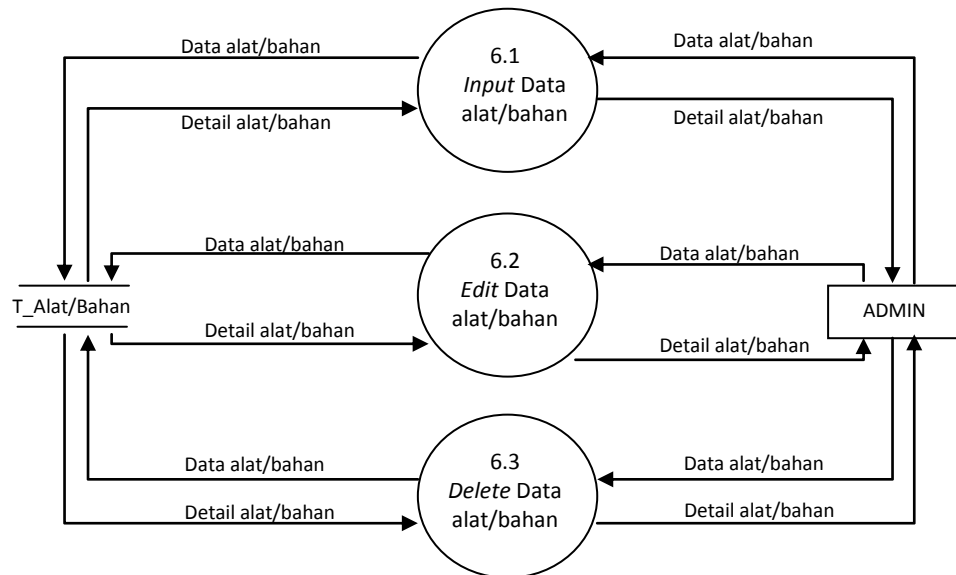 Data alat/bahan
6.1
Input Data
alat/bahan
Data alat/bahan
Detail alat/bahan
Detail alat/bahan
Data alat/bahan
6.2
Edit Data
alat/bahan
Data alat/bahan
T_Alat/Bahan
ADMIN
Detail alat/bahan
Detail alat/bahan
Data alat/bahan
6.3
Delete Data
alat/bahan
Data alat/bahan
Detail alat/bahan
Detail alat/bahan